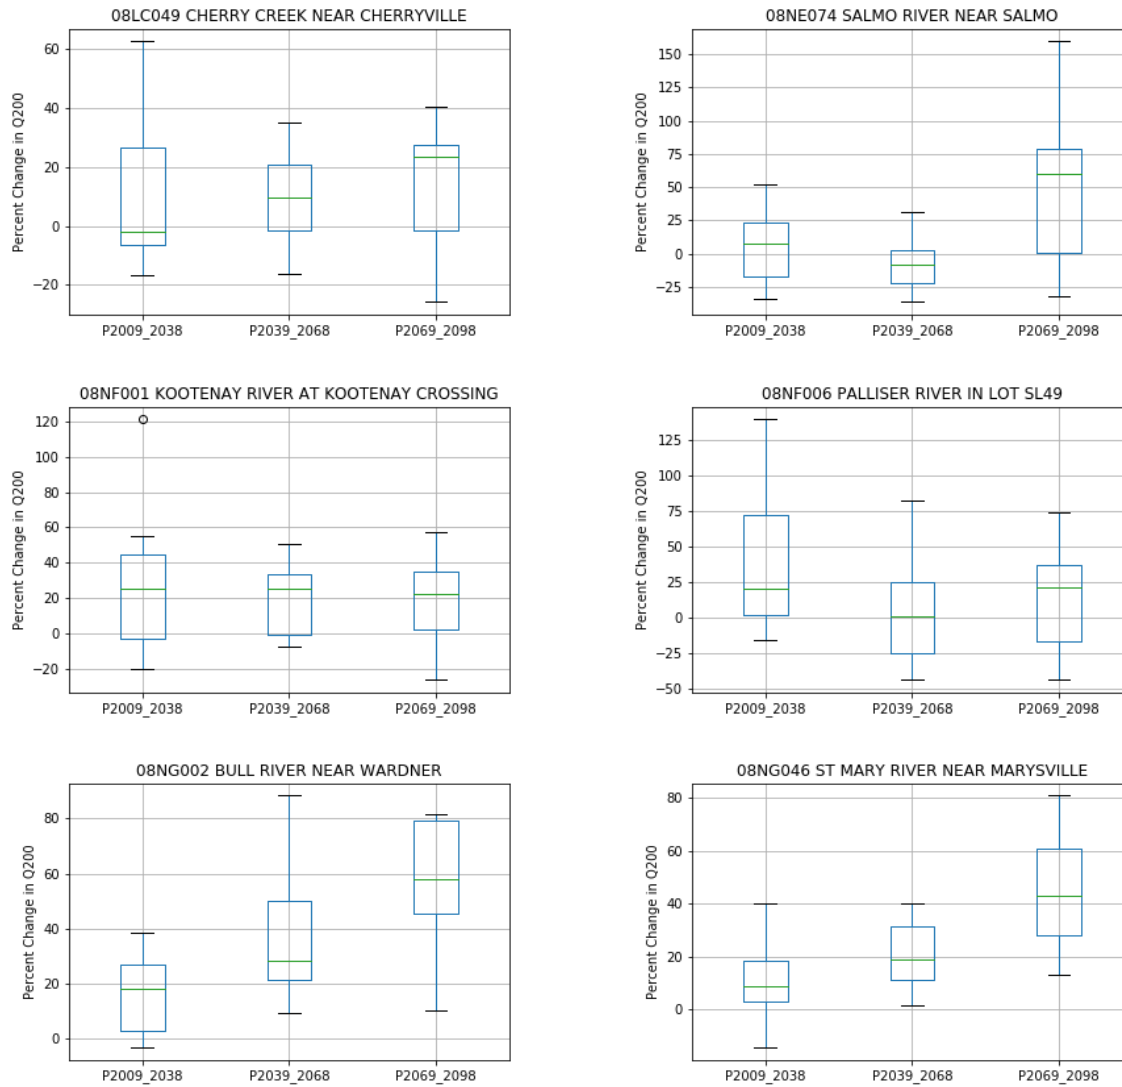 08LC049 CHERRY CREEK NEAR CHERRYVILLE
Percent Change in Q200
60
40
20
0
−20
P2009_2038 P2039_2068 P2069_2098
08NE074 SALMO RIVER NEAR SALMO
Percent Change in Q200
150
125
100
75
50
25
0
−25
P2009_2038 P2039_2068 P2069_2098
08NF001 KOOTENAY RIVER AT KOOTENAY CROSSING
Percent Change in Q200
120
100
80
60
40
20
0
−20
P2009_2038 P2039_2068 P2069_2098
08NF006 PALLISER RIVER IN LOT SL49
Percent Change in Q200
125
100
75
50
25
0
−25
−50
P2009_2038 P2039_2068 P2069_2098
08NG002 BULL RIVER NEAR WARDNER
Percent Change in Q200
80
60
40
20
0
P2009_2038 P2039_2068 P2069_2098
08NG046 ST MARY RIVER NEAR MARYSVILLE
Percent Change in Q200
80
60
40
20
0
P2009_2038 P2039_2068 P2069_2098